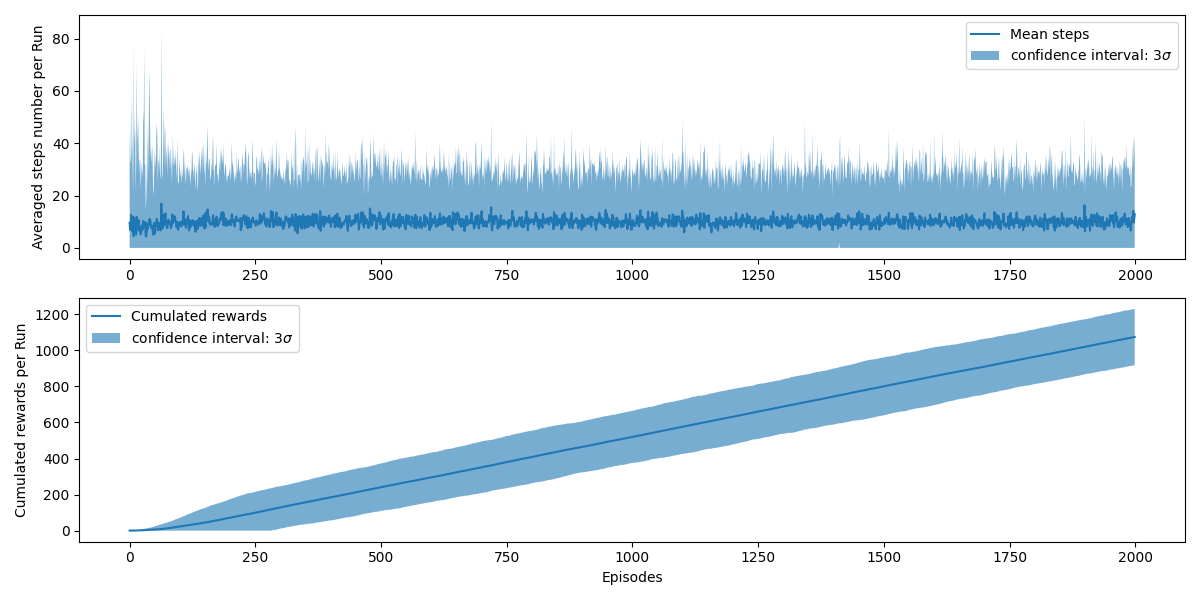 Averaged steps number per Run
80
60
40
20
0
Mean steps
confidence interval: 3σ
0 250 500 750 1000 1250 1500 1750 2000
Cumulated rewards per Run
1200
1000
800
600
400
200
0
Cumulated rewards
confidence interval: 3σ
0 250 500 750 1000 1250 1500 1750 2000
Episodes